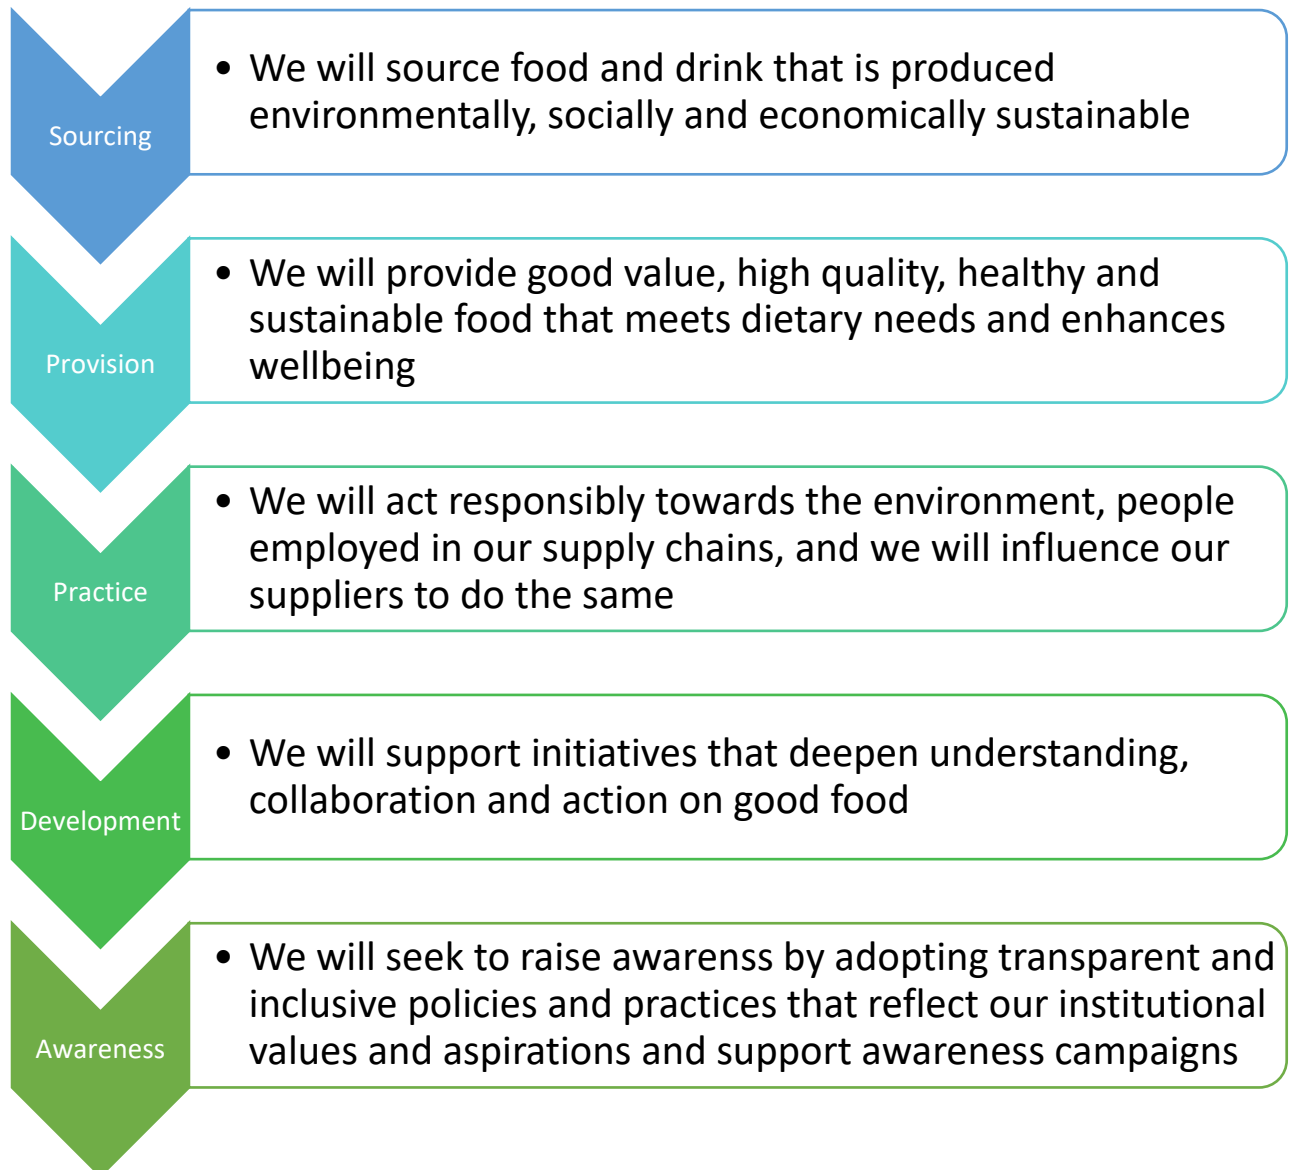 Sourcing
• We will source food and drink that is produced
environmentally, socially and economically sustainable
Provision
• We will provide good value, high quality, healthy and
sustainable food that meets dietary needs and enhances
wellbeing
Practice
• We will act responsibly towards the environment, people
employed in our supply chains, and we will influence our
suppliers to do the same
Development
• We will support initiatives that deepen understanding,
collaboration and action on good food
Awareness
• We will seek to raise awarenss by adopting transparent and
inclusive policies and practices that reflect our institutional
values and aspirations and support awareness campaigns